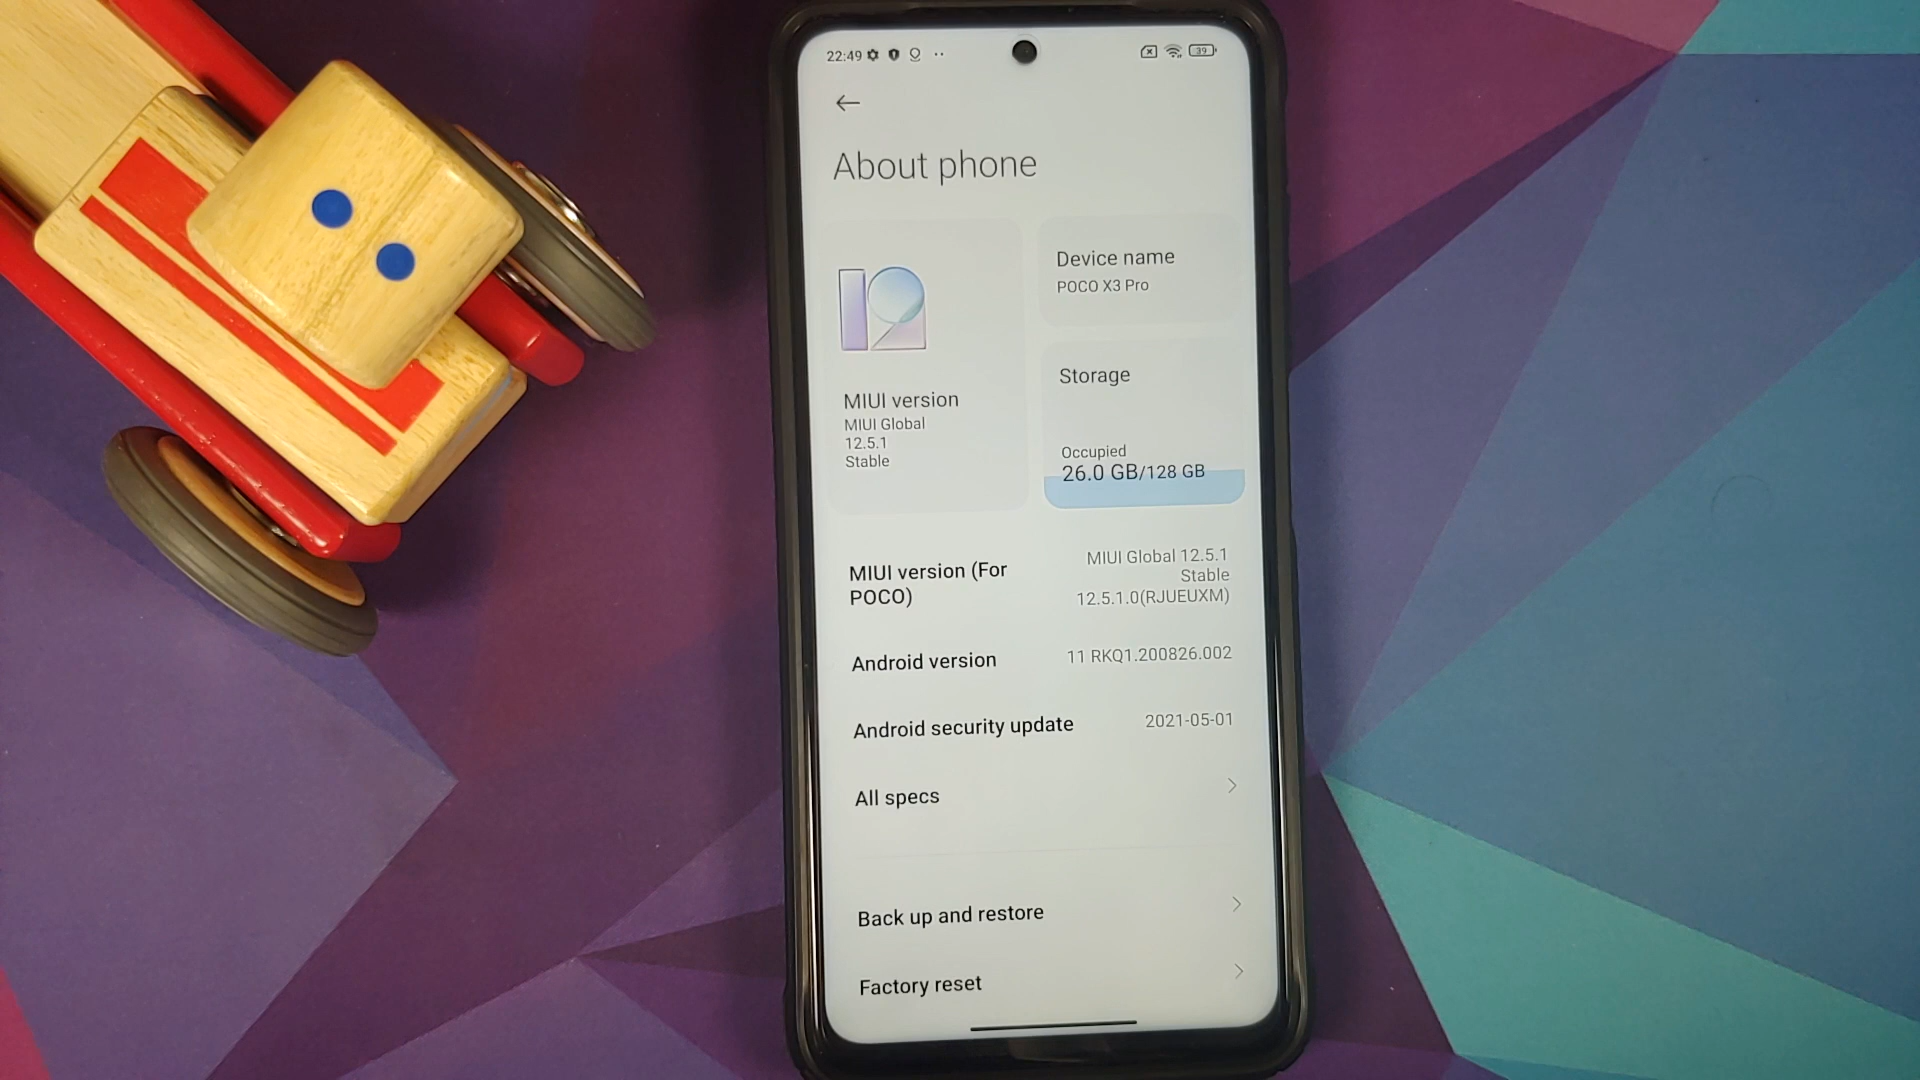 22:49
39
About phone
12
MIUI version
MIUI Global
12.5.1
Stable
Device name
POCO X3 Pro
Storage
Occupied
26.0 GB/128 GB
MIUI version (For
POCO)
MIUI Global 12.5.1
Stable
12.5.1.0(RJUEUXM)
Android version
11 RKQ1.200826.002
Android security update
2021-05-01
All specs
Back up and restore
Factory reset